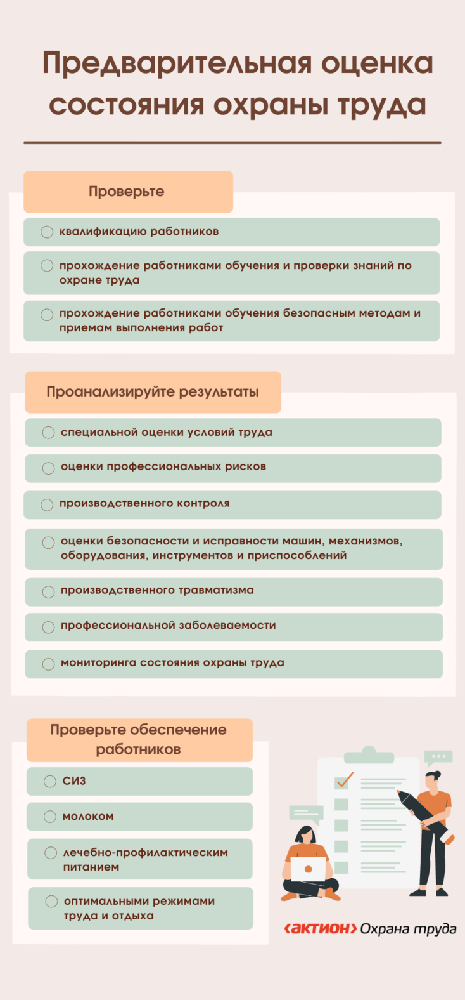 Предварительная оценка
состояния охраны труда
Проверьте
квалификацию работников
прохождение работниками обучения и проверки знаний по
охране труда
прохождение работниками обучения безопасным методам и
приемам выполнения работ
Проанализируйте результаты
специальной оценки условий труда
оценки профессиональных рисков
производственного контроля
оценки безопасности и исправности машин, механизмов,
оборудования, инструментов и приспособлений
производственного травматизма
профессиональной заболеваемости
мониторинга состояния охраны труда
Проверьте обеспечение
работников
СИЗ
молоком
лечебно-профилактическим
питанием
оптимальными режимами
труда и отдыха
‹актион› Охрана труда